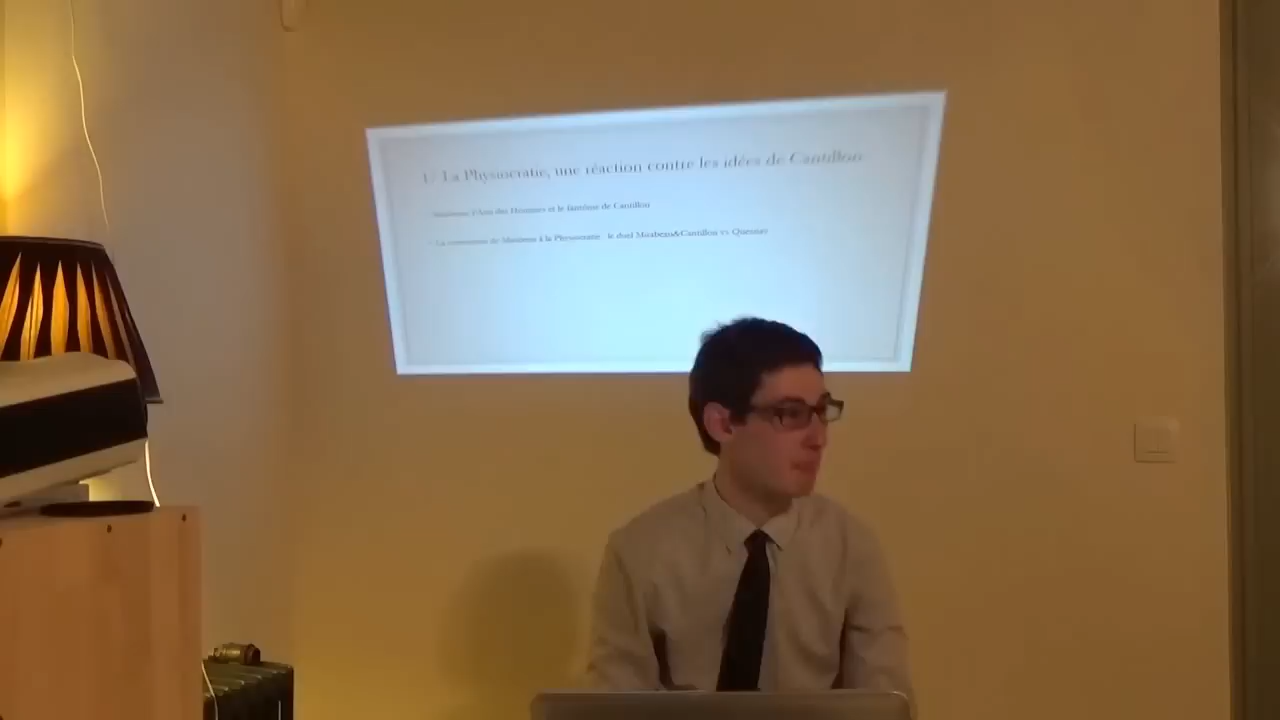 1/ La Physiocratie, une réaction contre les idées de Cantillon
Mirabeau l'Ami des Hommes et le fantôme de Cantillon
La conversion de Mirabeau à la Physiocratie : le duel Mirabeau&Cantillon vs Quesnay